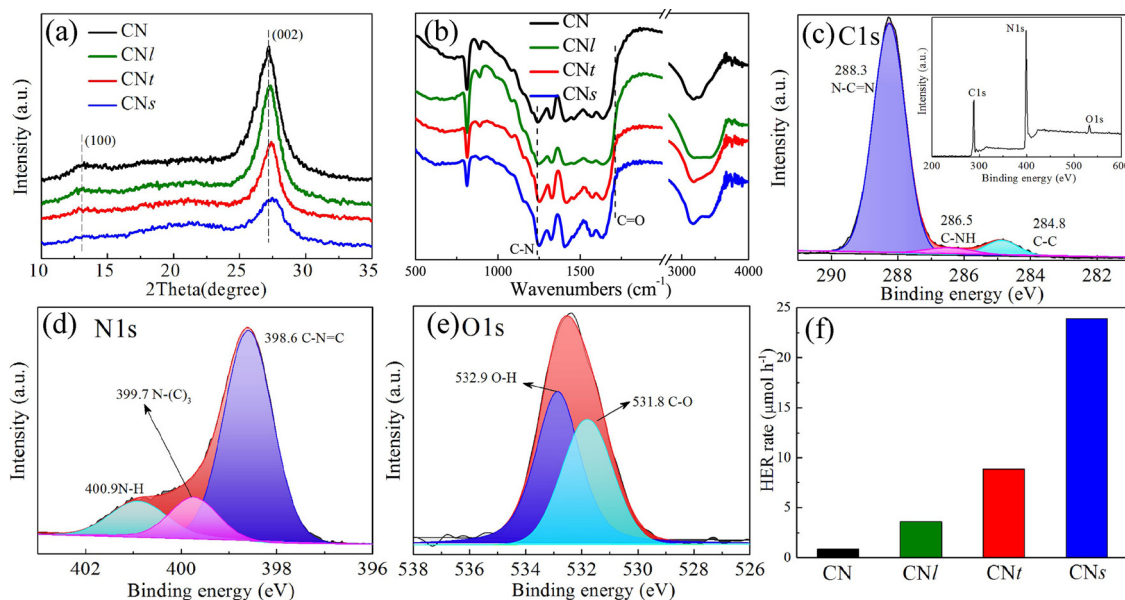 (a)
CN
CNl
CNt
CNs
(002)
(100)
Intensity (a.u.)
10 15 20 25 30 35
2Theta(degree)
(b)
CN
CNl
CNt
CNs
C-N
C=O
Intensity (a.u.)
500 1000 1500 3000 4000
Wavenumbers (cm⁻¹)
(c) C1s
288.3
N-C=N
286.5
C-NH
284.8
C-C
Intensity (a.u.)
290 288 286 284 282
Binding energy (eV)
N1s
C1s
O1s
Intensity (a.u.)
200 300 400 500 600
Binding energy (eV)
(d) N1s
398.6 C-N=C
399.7 N-(C)₃
400.9N-H
Intensity (a.u.)
402 400 398 396
Binding energy (eV)
(e) O1s
532.9 O-H
531.8 C-O
Intensity (a.u.)
538 536 534 532 530 528 526
Binding energy (eV)
(f)
HER rate (μmol h⁻¹)
25
20
15
10
5
0
CN CNl CNt CNs